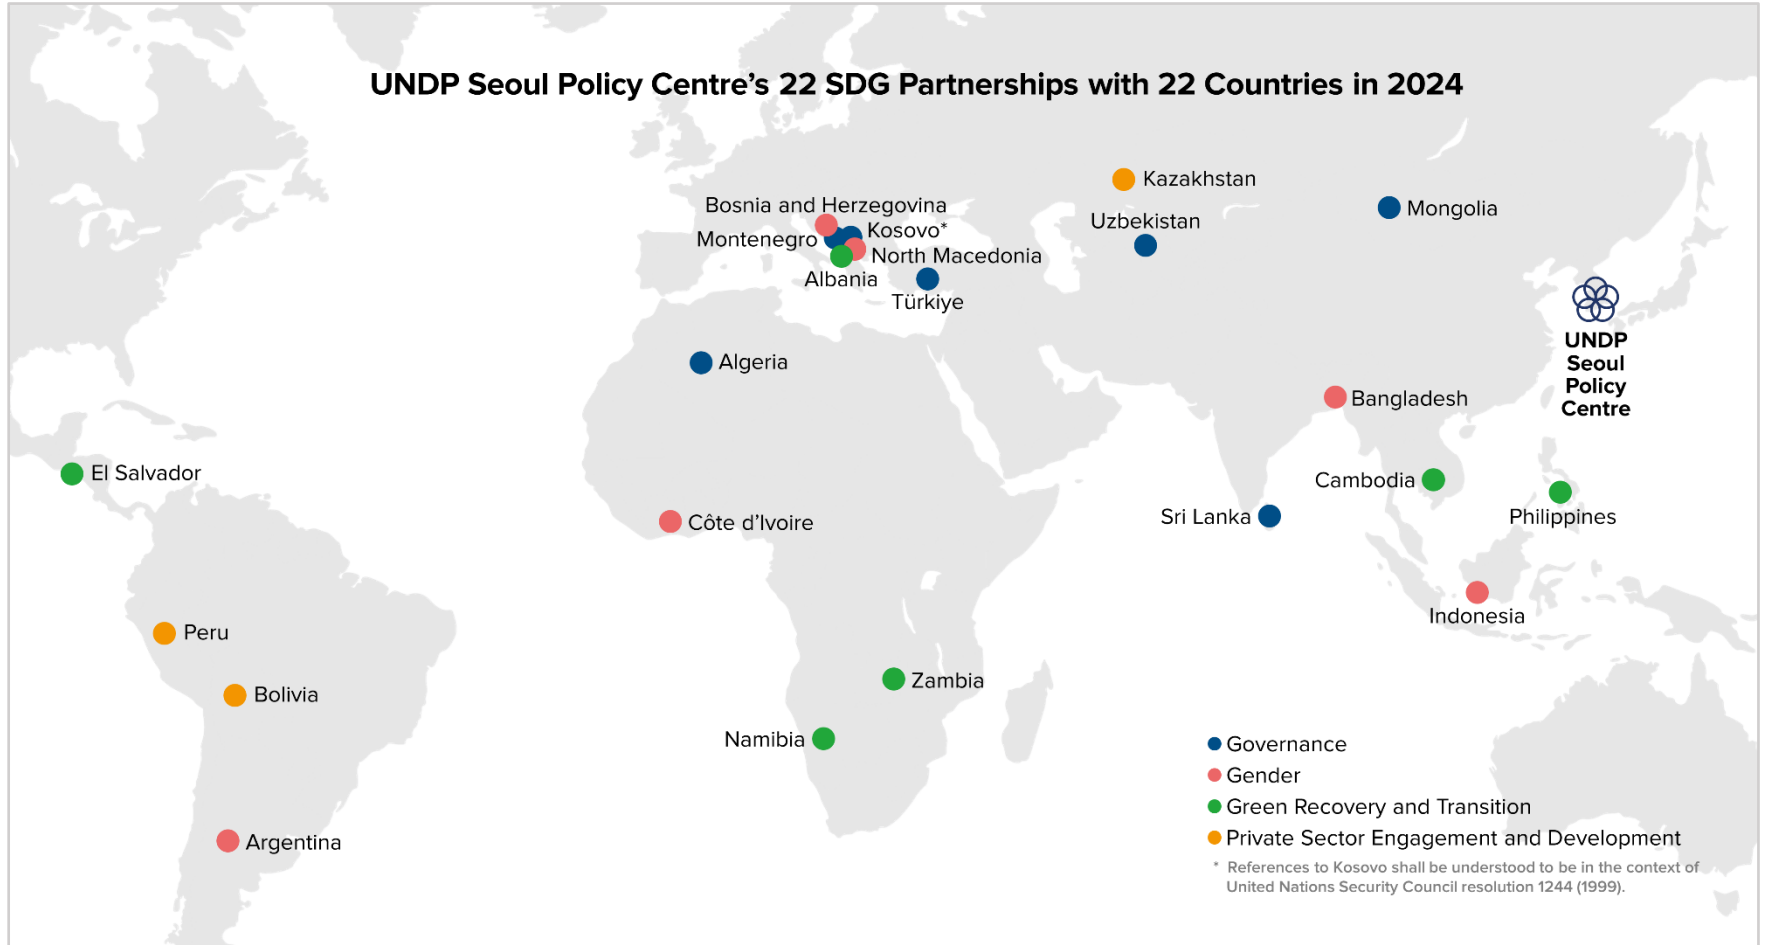 UNDP Seoul Policy Centre’s 22 SDG Partnerships with 22 Countries in 2024
Kazakhstan
Bosnia and Herzegovina
Mongolia
Uzbekistan
Kosovo*
Montenegro
North Macedonia
Albania
Türkiye
UNDP
Seoul
Policy
Centre
Algeria
Bangladesh
El Salvador
Cambodia
Sri Lanka
Philippines
Côte d’Ivoire
Indonesia
Peru
Zambia
Bolivia
Namibia
Argentina
Governance
Gender
Green Recovery and Transition
Private Sector Engagement and Development
* References to Kosovo shall be understood to be in the context of
United Nations Security Council resolution 1244 (1999).